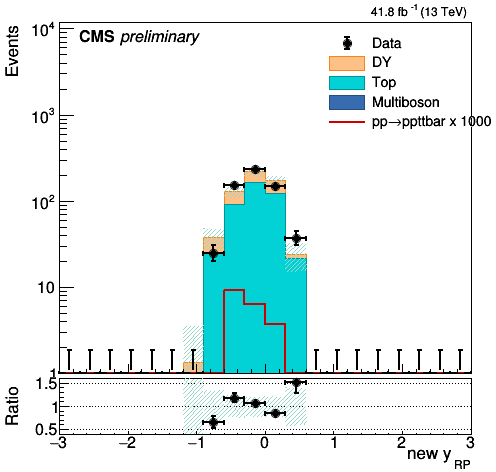 41.8 fb⁻¹ (13 TeV)
CMS preliminary
Events
Data
DY
Top
Multiboson
pp→ppttbar x 1000
10⁴
10³
10²
10
1
Ratio
1.5
1
0.5
−3 −2 −1 0 1 2 3
new y_RP